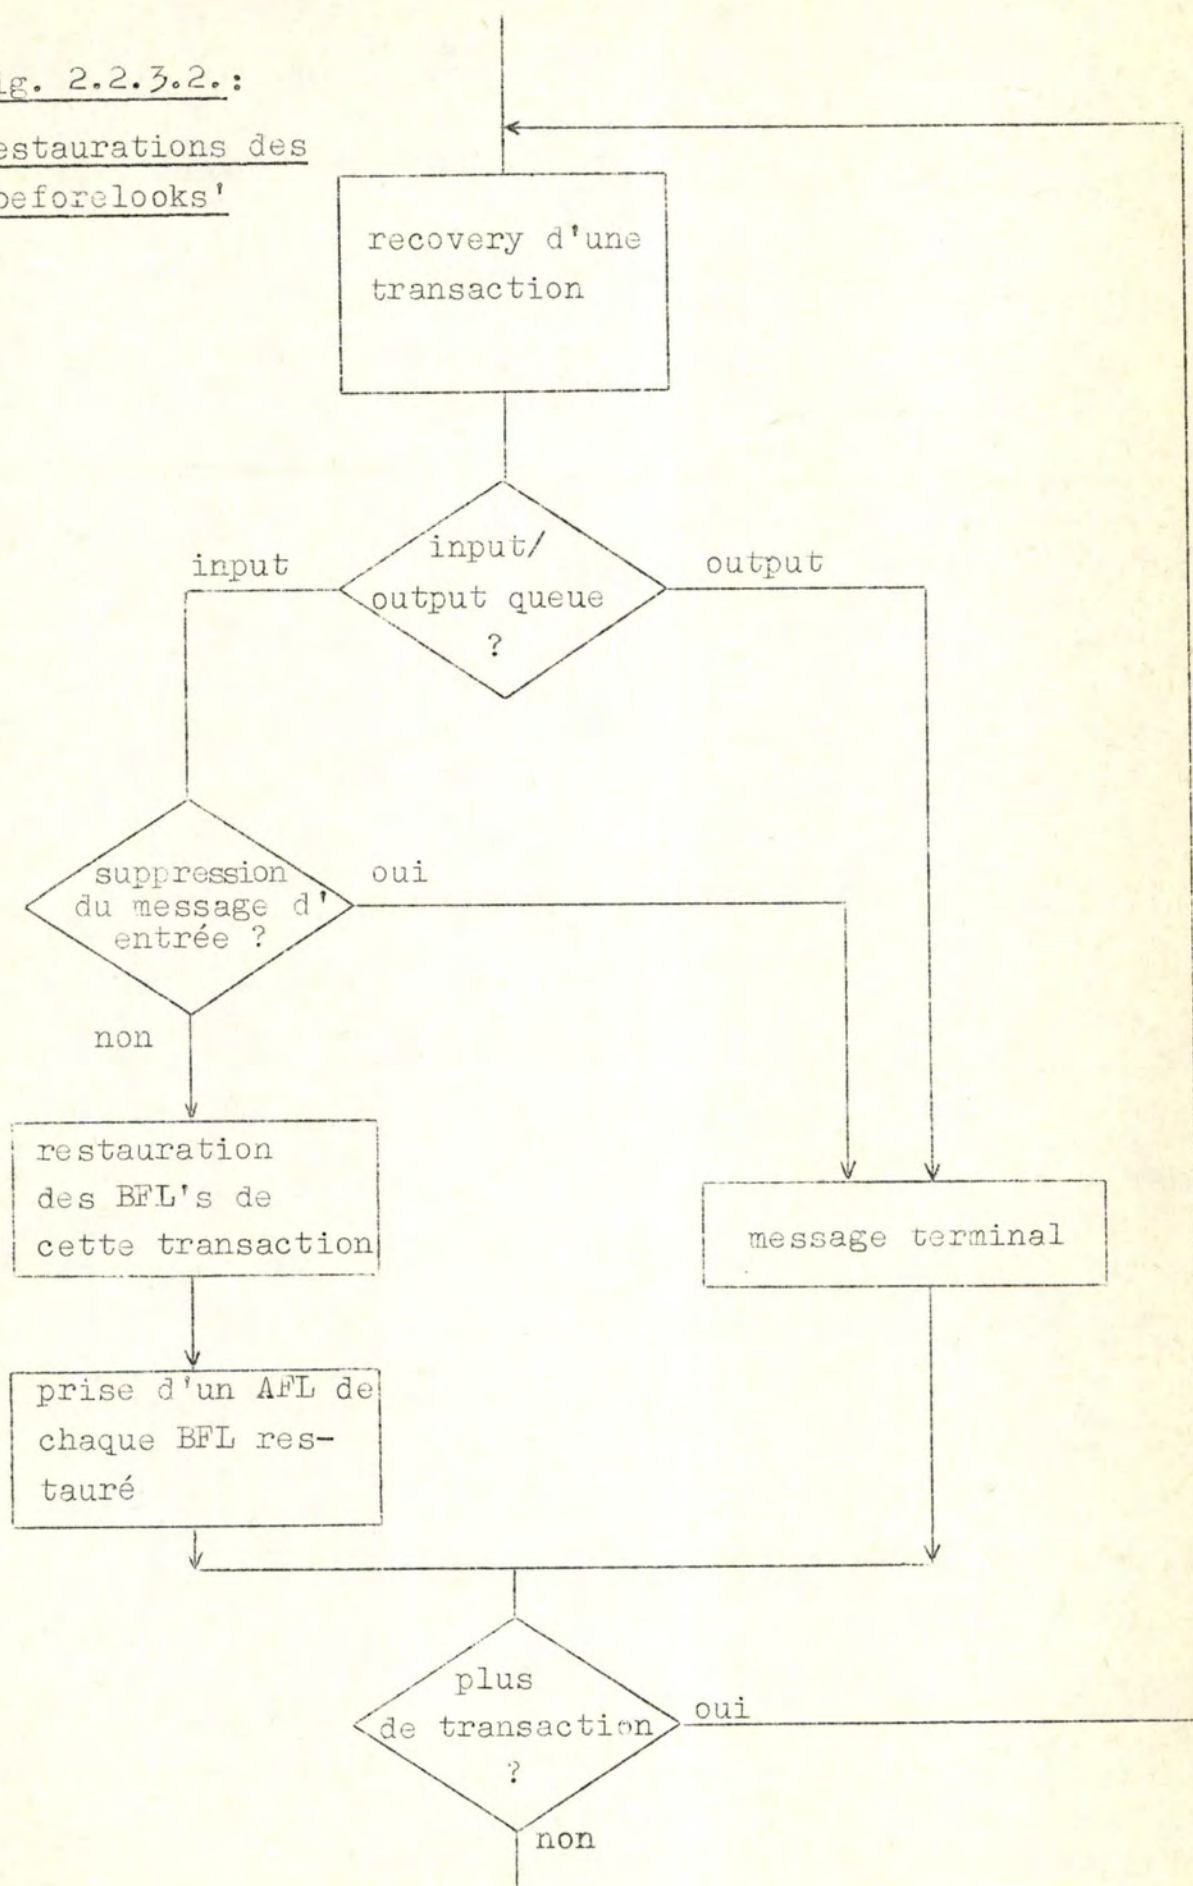 ig. 2.2.3.2.:
estaurations des
beforelooks'
recovery d'une
transaction
input/
output queue
?
input
output
suppression
du message d'
entrée ?
oui
non
restauration
des BFL's de
cette transaction
message terminal
prise d'un AFL de
chaque BFL res-
tauré
plus
de transaction
?
oui
non